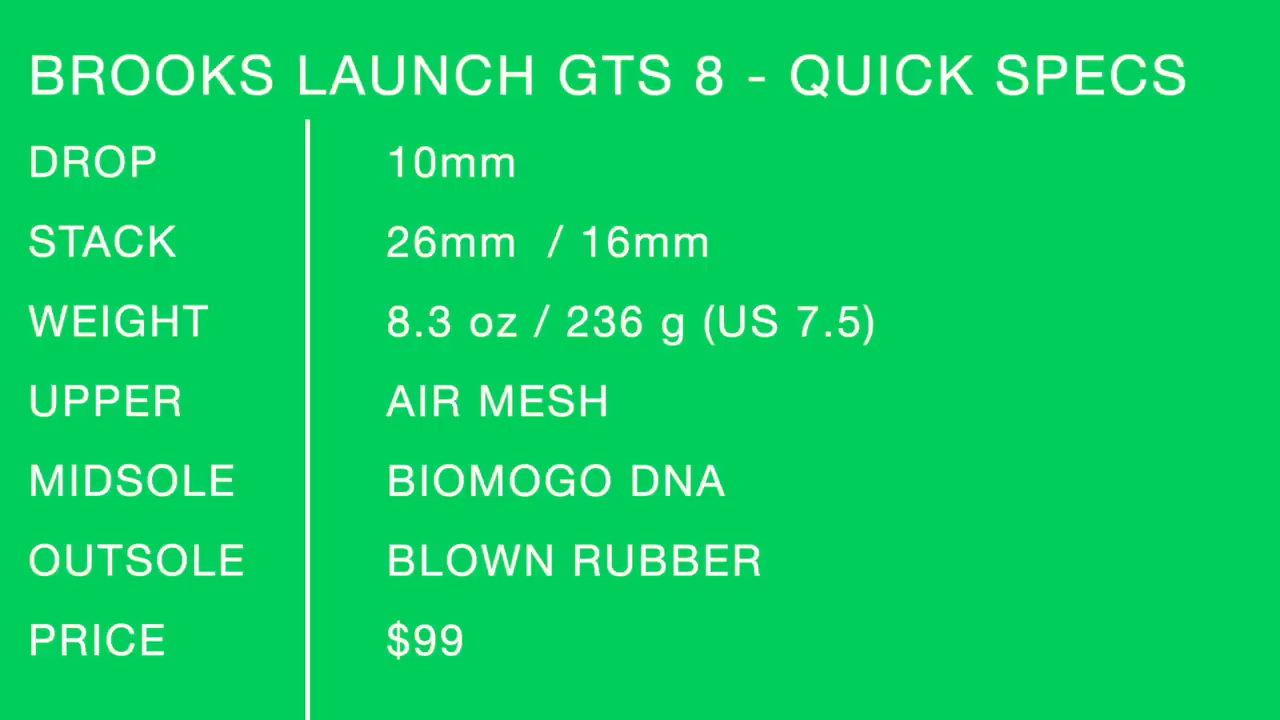 BROOKS LAUNCH GTS 8 - QUICK SPECS
DROP 10mm
STACK 26mm / 16mm
WEIGHT 8.3 oz / 236 g (US 7.5)
UPPER AIR MESH
MIDSOLE BIOMOGO DNA
OUTSOLE BLOWN RUBBER
PRICE $99